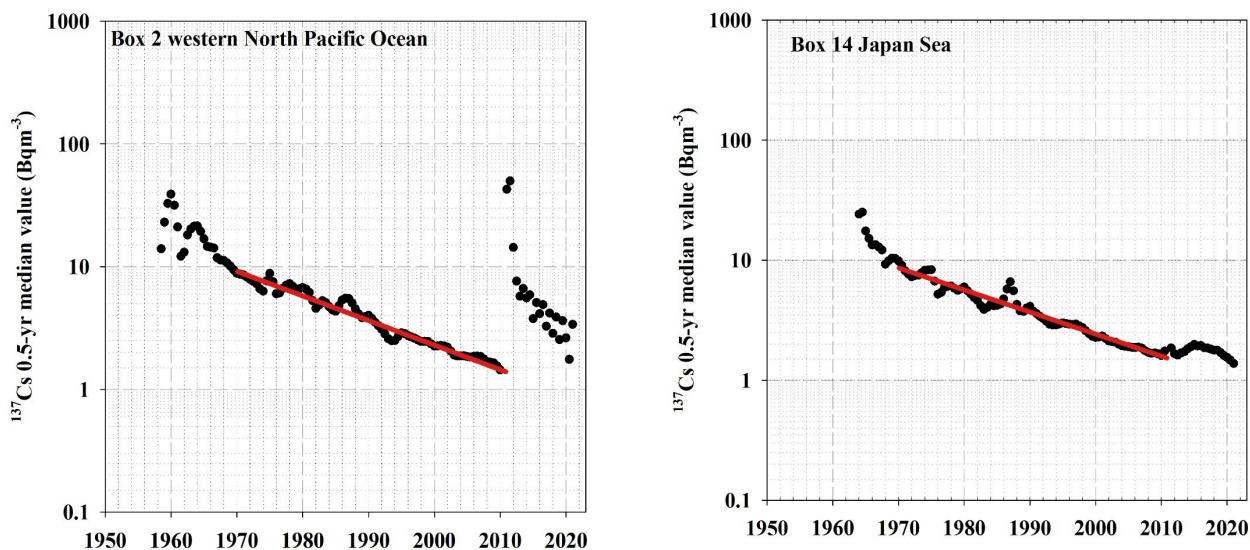 Box 2 western North Pacific Ocean
¹³⁷Cs 0.5-yr median value (Bqm⁻³)
1000
100
10
1
0.1
1950 1960 1970 1980 1990 2000 2010 2020
Box 14 Japan Sea
¹³⁷Cs 0.5-yr median value (Bqm⁻³)
1000
100
10
1
0.1
1950 1960 1970 1980 1990 2000 2010 2020